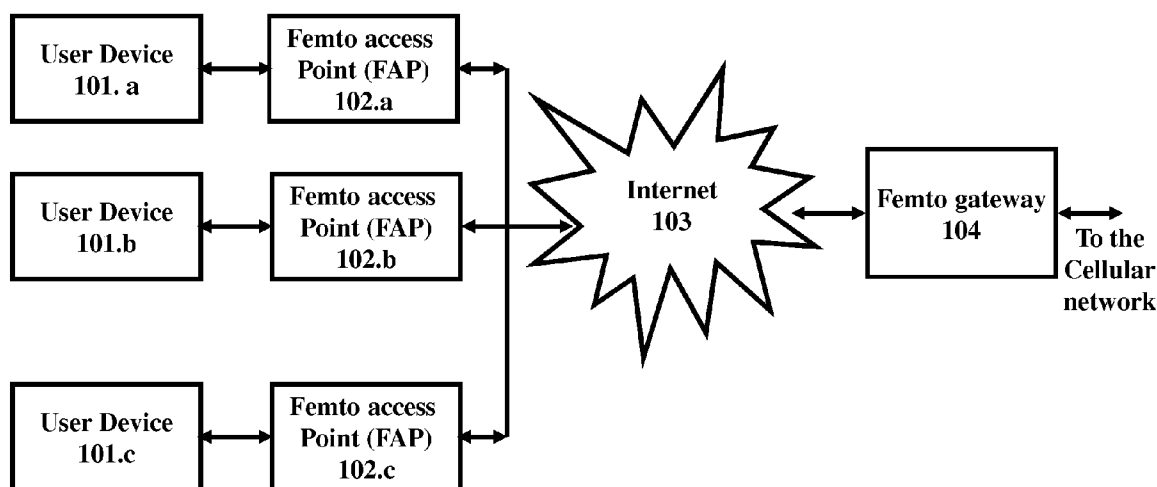 User Device
101. a
Femto access
Point (FAP)
102.a
User Device
101.b
Femto access
Point (FAP)
102.b
User Device
101.c
Femto access
Point (FAP)
102.c
Internet
103
Femto gateway
104
To the
Cellular
network